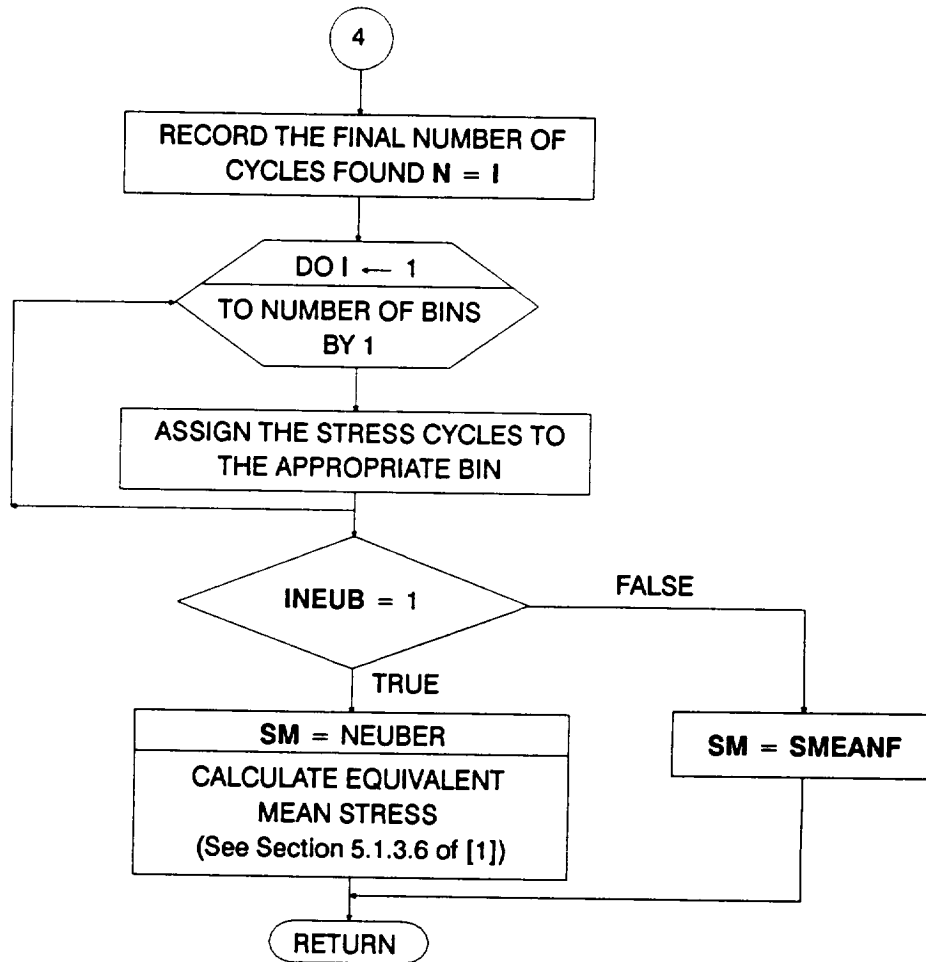 4
RECORD THE FINAL NUMBER OF
CYCLES FOUND N = I
DO I ← 1
TO NUMBER OF BINS
BY 1
ASSIGN THE STRESS CYCLES TO
THE APPROPRIATE BIN
INEUB = 1
FALSE
TRUE
SM = NEUBER
CALCULATE EQUIVALENT
MEAN STRESS
(See Section 5.1.3.6 of [1])
SM = SMEANF
RETURN